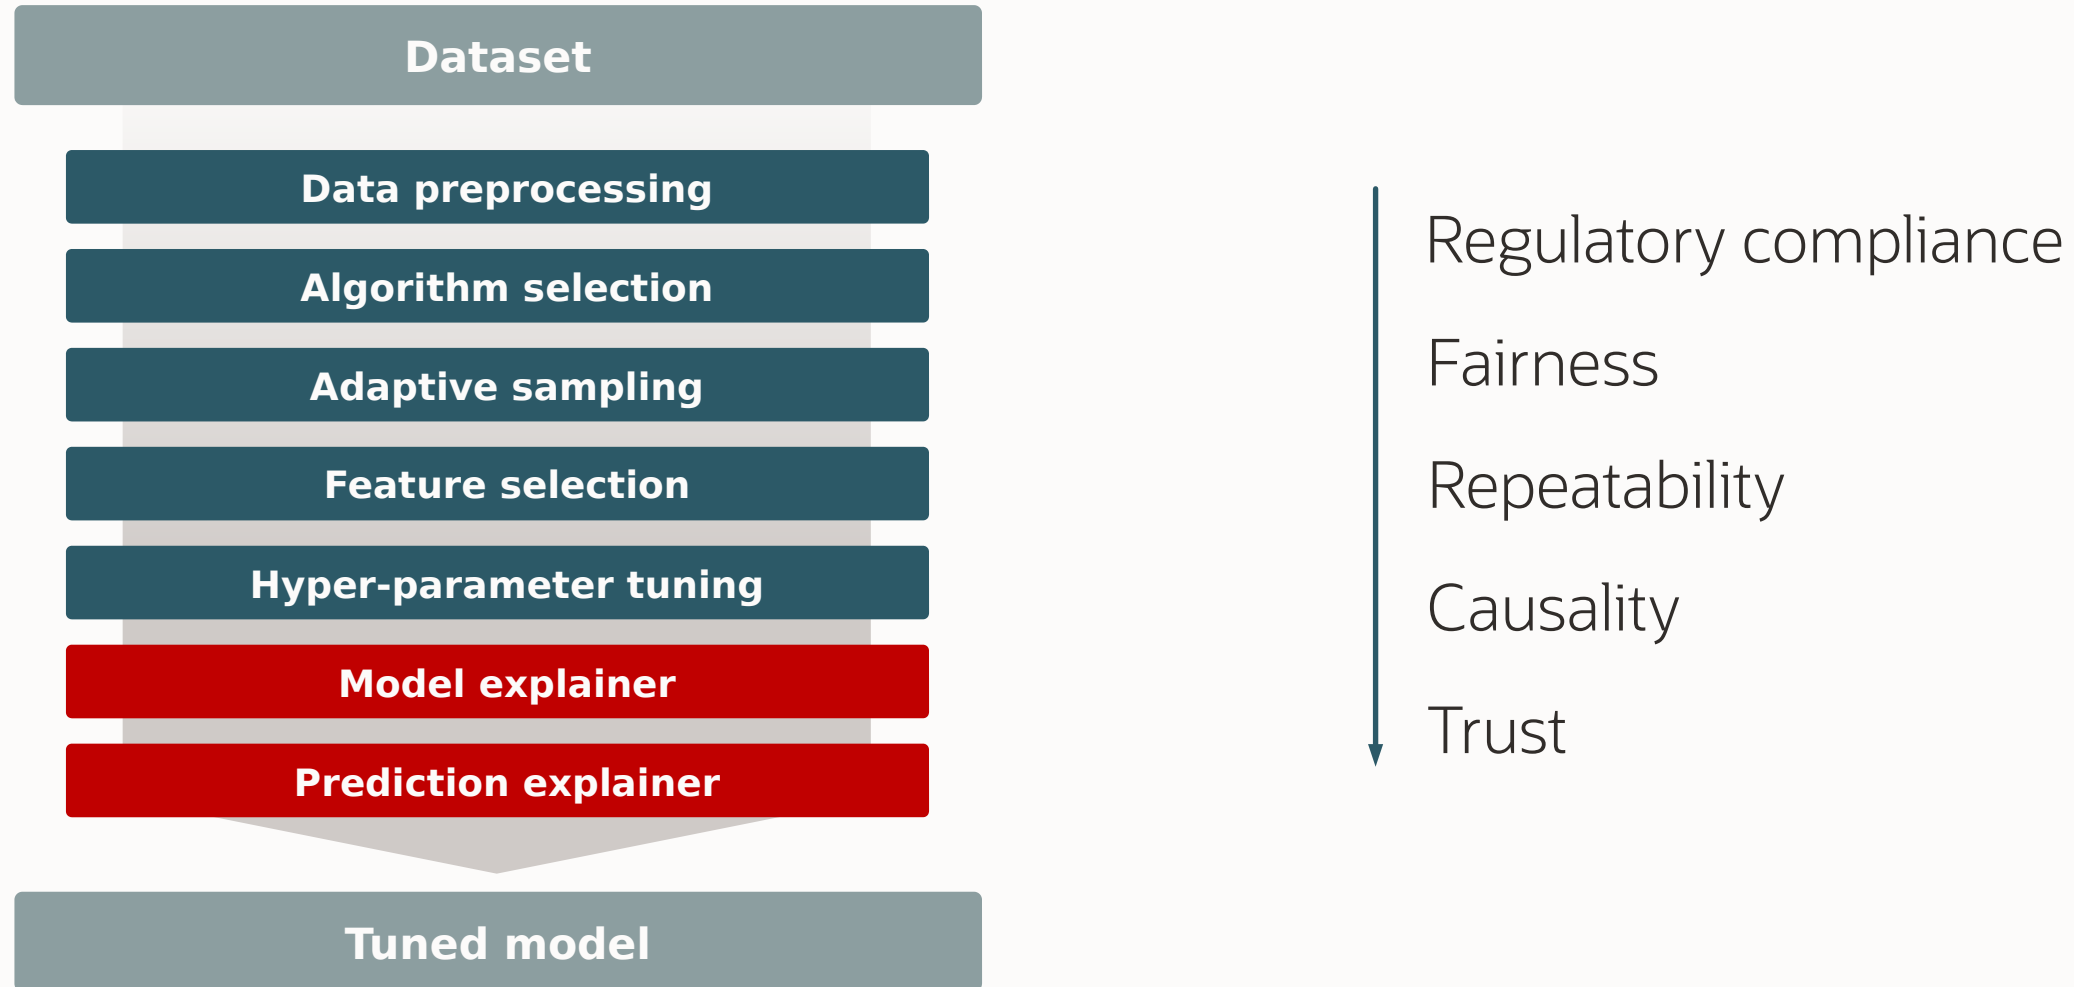 Dataset
Data preprocessing
Algorithm selection
Adaptive sampling
Feature selection
Hyper-parameter tuning
Model explainer
Prediction explainer
Tuned model
Regulatory compliance
Fairness
Repeatability
Causality
Trust